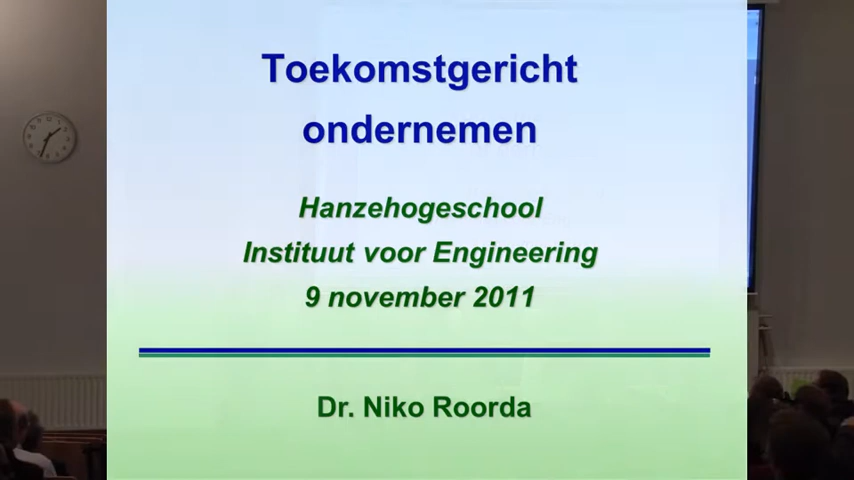 Toekomstgericht
ondernemen
Hanzehogeschool
Instituut voor Engineering
9 november 2011
Dr. Niko Roorda